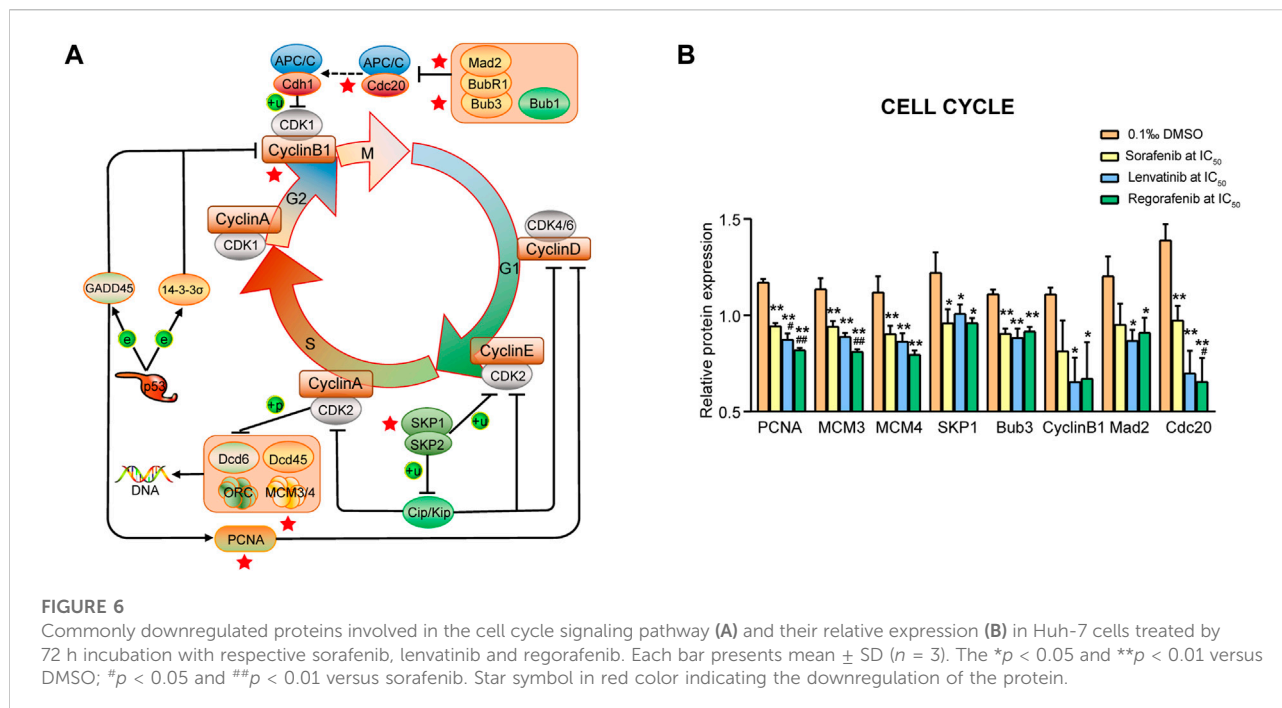 A
APC/C
Cdh1
APC/C
Cdc20
Mad2
BubR1
Bub3
Bub1
+u
CDK1
CyclinB1
M
G2
CyclinA
CDK1
CDK4/6
CyclinD
G1
GADD45
14-3-3σ
e
e
p53
S
CyclinE
CDK2
CyclinA
CDK2
+p
SKP1
SKP2
+u
+u
Dcd6
Dcd45
DNA
ORC
MCM3/4
Cip/Kip
PCNA
B
CELL CYCLE
0.1‰ DMSO
Sorafenib at IC50
Lenvatinib at IC50
Regorafenib at IC50
Relative protein expression
1.5
1.0
0.5
** ** # ** ##
** ** ** ##
** ** **
* * *
** ** **
* *
* *
** ** ** #
PCNA MCM3 MCM4 SKP1 Bub3 CyclinB1 Mad2 Cdc20
FIGURE 6
Commonly downregulated proteins involved in the cell cycle signaling pathway (A) and their relative expression (B) in Huh-7 cells treated by
72 h incubation with respective sorafenib, lenvatinib and regorafenib. Each bar presents mean ± SD (n = 3). The *p < 0.05 and **p < 0.01 versus
DMSO; #p < 0.05 and ##p < 0.01 versus sorafenib. Star symbol in red color indicating the downregulation of the protein.